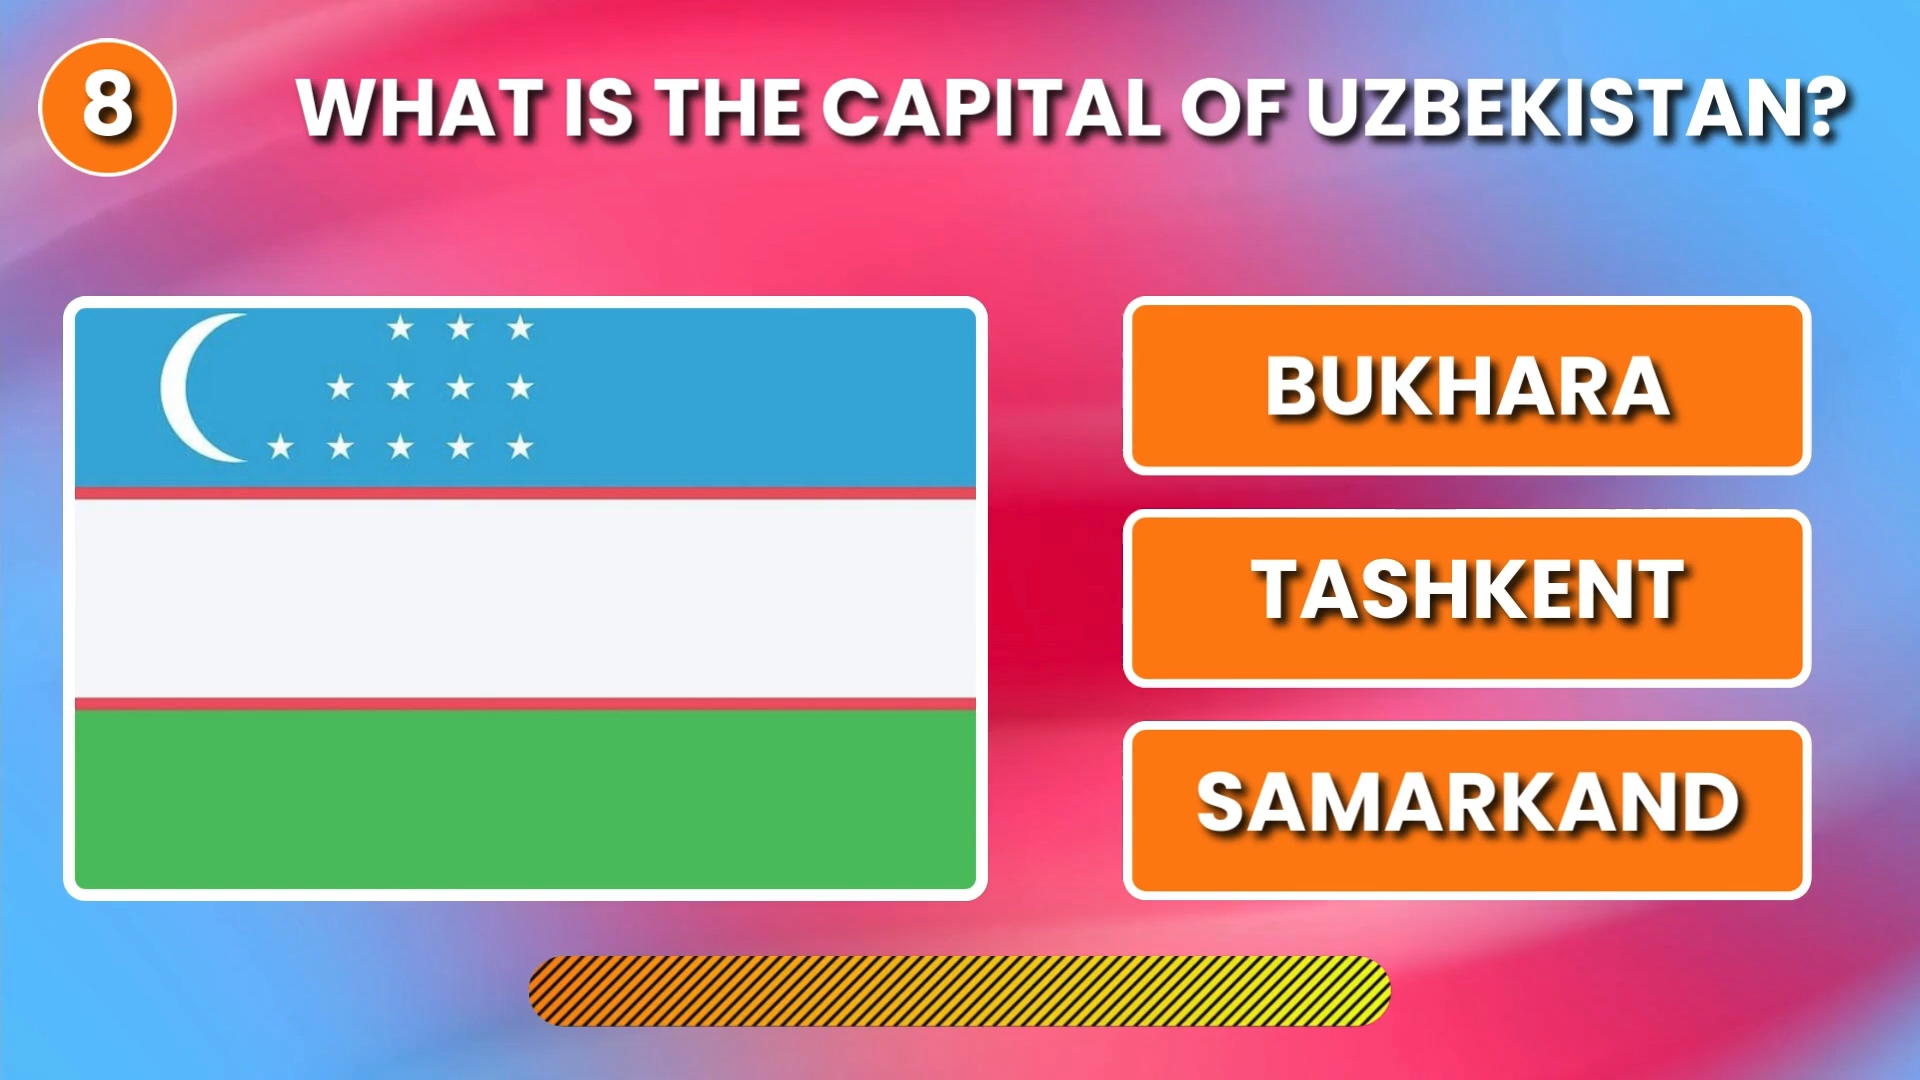 8
WHAT IS THE CAPITAL OF UZBEKISTAN?
BUKHARA
TASHKENT
SAMARKAND